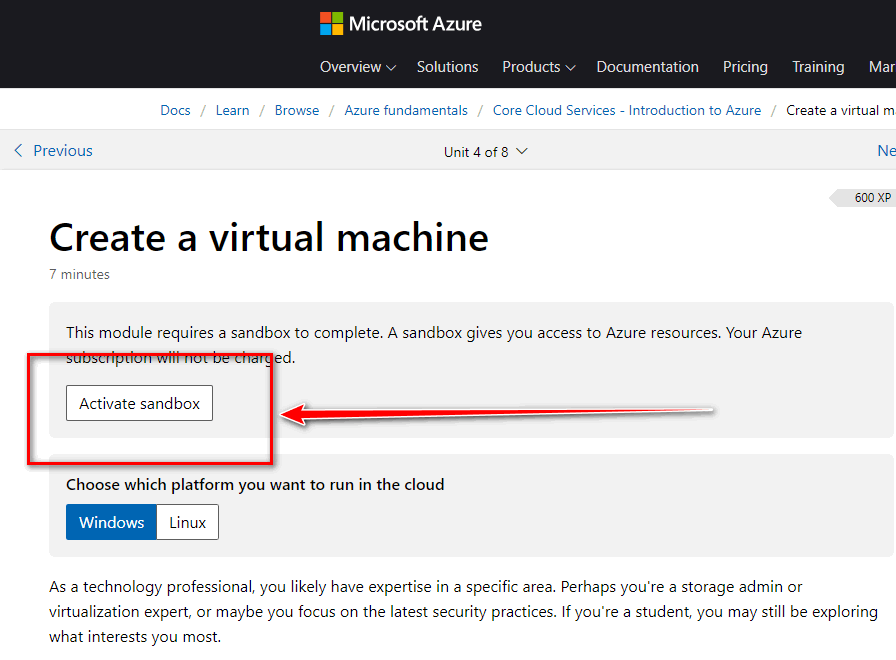 Microsoft Azure
Overview Solutions Products Documentation Pricing Training Mar
Docs / Learn / Browse / Azure fundamentals / Core Cloud Services - Introduction to Azure / Create a virtual m
Previous Unit 4 of 8 Ne
600 XP
Create a virtual machine
7 minutes
This module requires a sandbox to complete. A sandbox gives you access to Azure resources. Your Azure
subscription will not be charged.
Activate sandbox
Choose which platform you want to run in the cloud
Windows Linux
As a technology professional, you likely have expertise in a specific area. Perhaps you're a storage admin or
virtualization expert, or maybe you focus on the latest security practices. If you're a student, you may still be exploring
what interests you most.